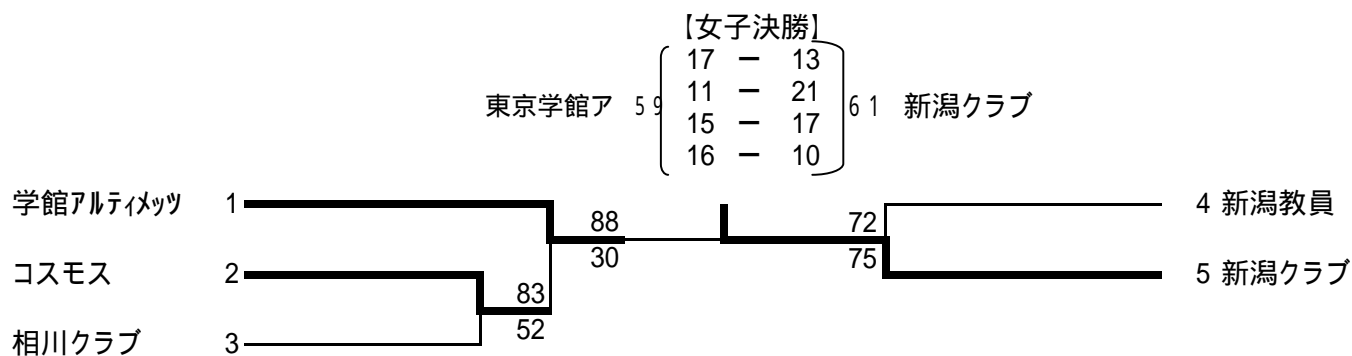 【女子決勝】
17 ー 13
11 ー 21
東京学館ア 59 61 新潟クラブ
15 ー 17
16 ー 10
学館アルティメッツ 1 4 新潟教員
88 72
30 75
コスモス 2 5 新潟クラブ
83
52
相川クラブ 3